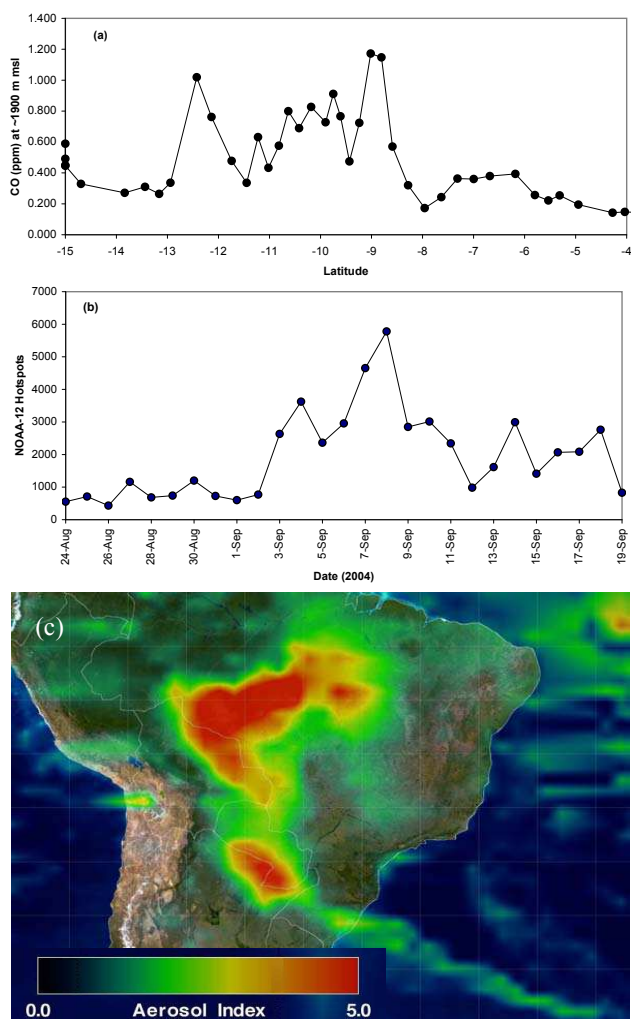 (a)
CO (ppm) at ~1900 m msl
1.400
1.200
1.000
0.800
0.600
0.400
0.200
0.000
-15 -14 -13 -12 -11 -10 -9 -8 -7 -6 -5 -4
Latitude
(b)
NOAA-12 Hotspots
7000
6000
5000
4000
3000
2000
1000
0
24-Aug 26-Aug 28-Aug 30-Aug 1-Sep 3-Sep 5-Sep 7-Sep 9-Sep 11-Sep 13-Sep 15-Sep 17-Sep 19-Sep
Date (2004)
(c)
0.0 Aerosol Index 5.0